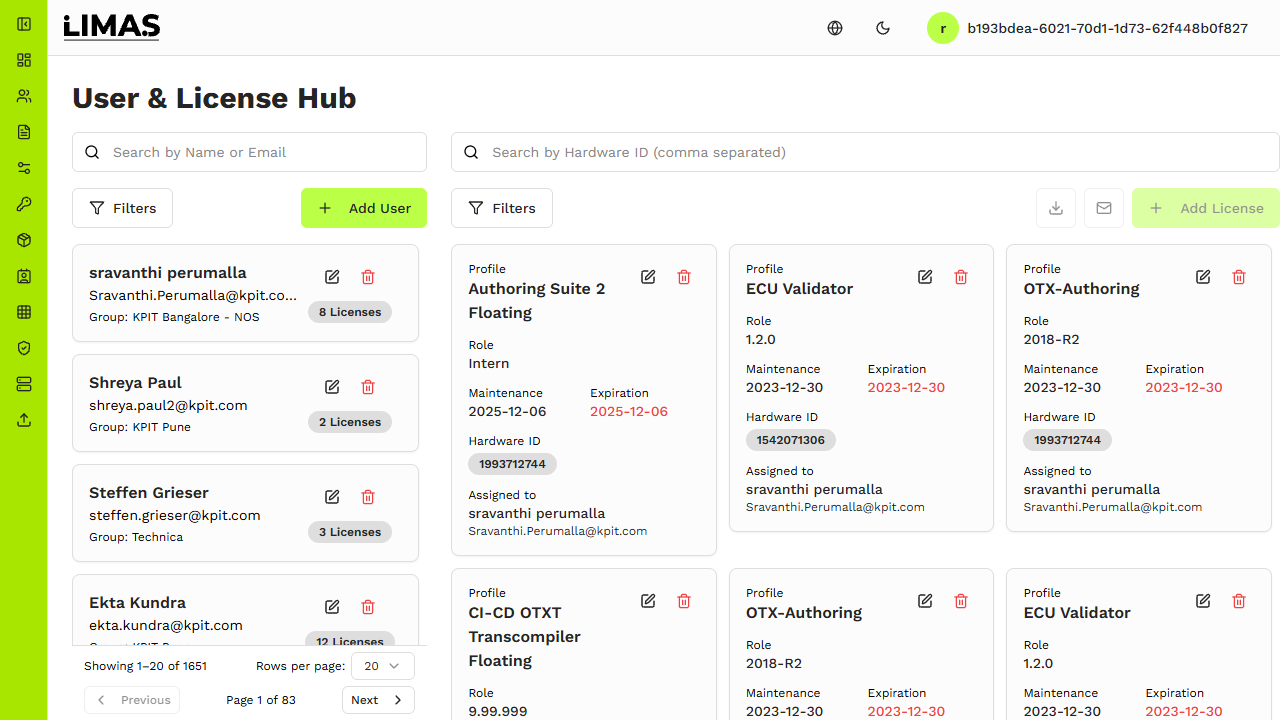 LIMAS
r
b193bdea-6021-70d1-1d73-62f448b0f827
User & License Hub
Search by Name or Email
Filters
Add User
sravanthi perumalla
Sravanthi.Perumalla@kpit.co...
Group: KPIT Bangalore - NOS
8 Licenses
Shreya Paul
shreya.paul2@kpit.com
Group: KPIT Pune
2 Licenses
Steffen Grieser
steffen.grieser@kpit.com
Group: Technica
3 Licenses
Ekta Kundra
ekta.kundra@kpit.com
12 Licenses
Showing 1–20 of 1651
Rows per page:
20
Previous
Page 1 of 83
Next
Search by Hardware ID (comma separated)
Filters
Add License
Profile
Authoring Suite 2
Floating
Role
Intern
Maintenance
2025-12-06
Expiration
2025-12-06
Hardware ID
1993712744
Assigned to
sravanthi perumalla
Sravanthi.Perumalla@kpit.com
Profile
ECU Validator
Role
1.2.0
Maintenance
2023-12-30
Expiration
2023-12-30
Hardware ID
1542071306
Assigned to
sravanthi perumalla
Sravanthi.Perumalla@kpit.com
Profile
OTX-Authoring
Role
2018-R2
Maintenance
2023-12-30
Expiration
2023-12-30
Hardware ID
1993712744
Assigned to
sravanthi perumalla
Sravanthi.Perumalla@kpit.com
Profile
CI-CD OTXT
Transcompiler
Floating
Role
9.99.999
Profile
OTX-Authoring
Role
2018-R2
Maintenance
2023-12-30
Expiration
2023-12-30
Profile
ECU Validator
Role
1.2.0
Maintenance
2023-12-30
Expiration
2023-12-30